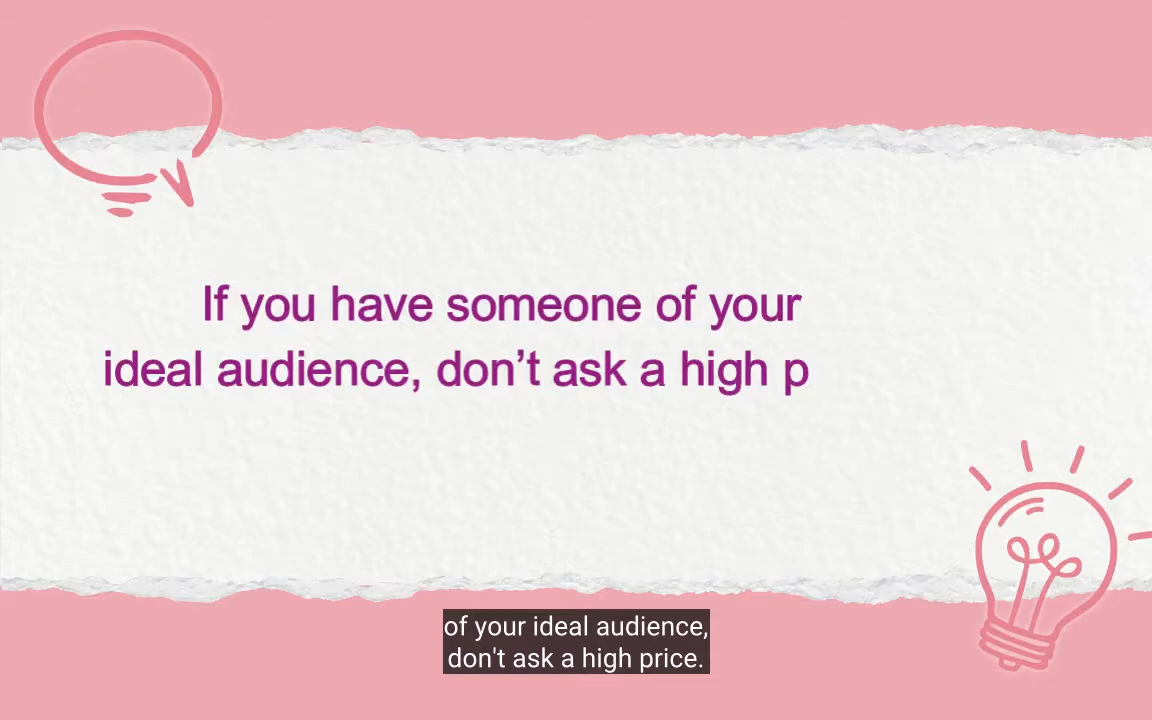 If you have someone of your
ideal audience, don’t ask a high p
of your ideal audience,
don't ask a high price.